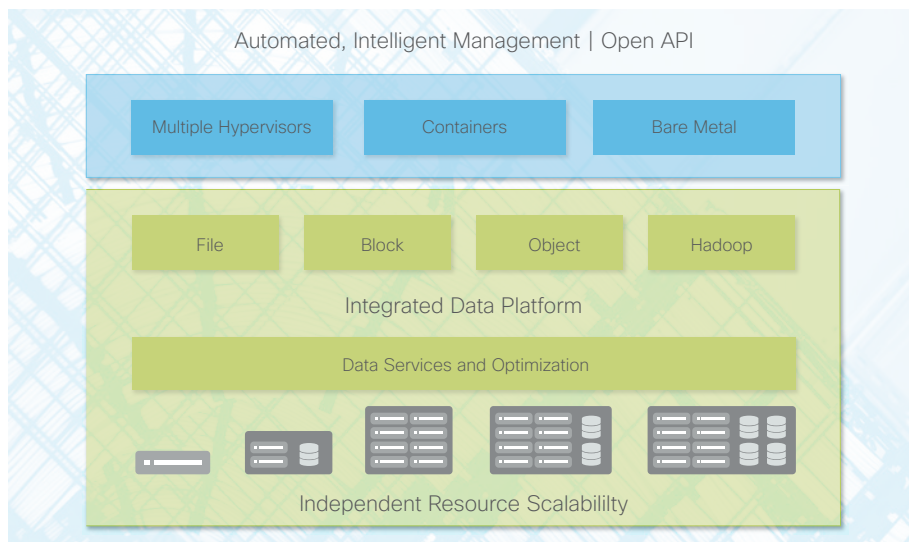 Automated, Intelligent Management | Open API
Multiple Hypervisors
Containers
Bare Metal
File
Block
Object
Hadoop
Integrated Data Platform
Data Services and Optimization
Independent Resource Scalabililty